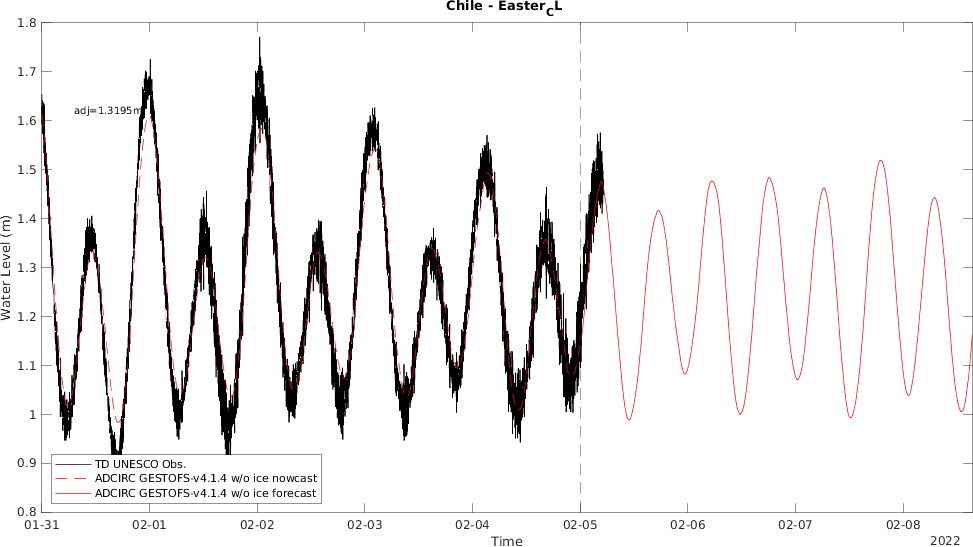 Chile - EasterCL
1.8
1.7
1.6
1.5
1.4
1.3
1.2
1.1
1
0.9
0.8
Water Level (m)
adj=1.3195m
TD UNESCO Obs.
ADCIRC GESTOFS-v4.1.4 w/o ice nowcast
ADCIRC GESTOFS-v4.1.4 w/o ice forecast
01-31 02-01 02-02 02-03 02-04 02-05 02-06 02-07 02-08
Time
2022